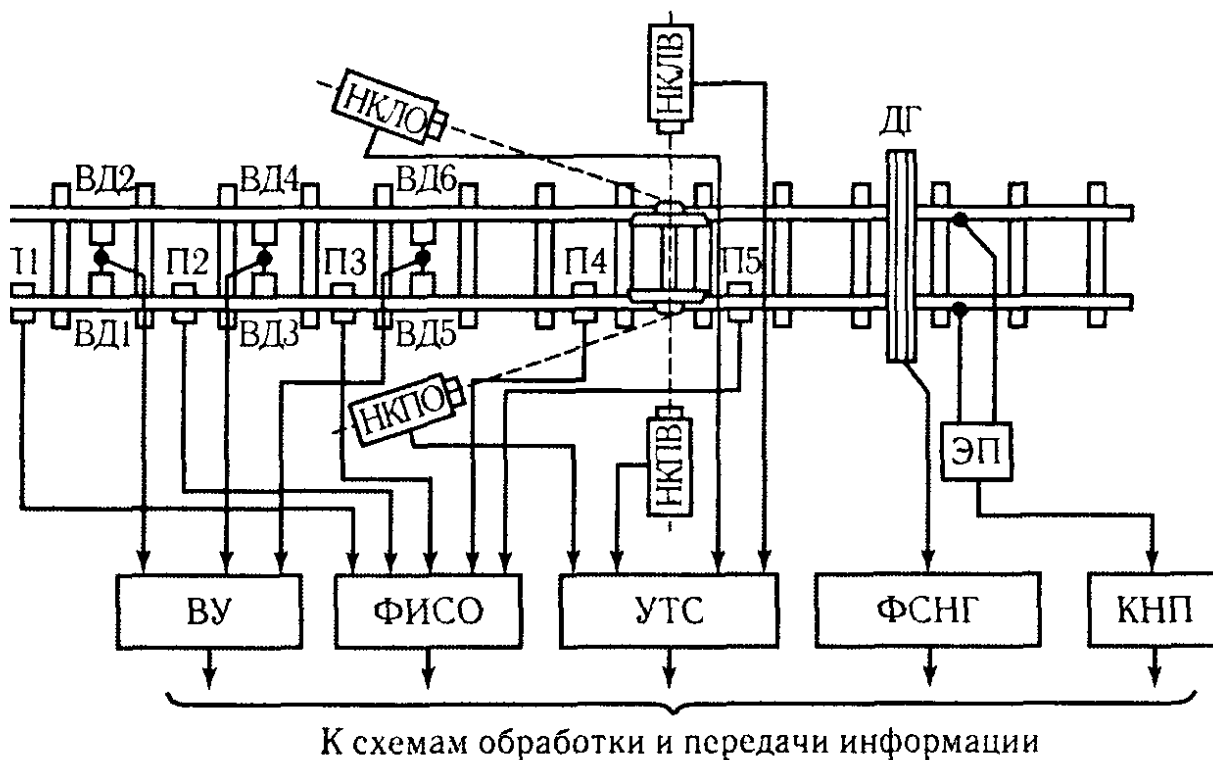 НКЛВ
НКЛО
ДГ
ВД2 ВД4 ВД6
П1 П2 П3 П4 П5
ВД1 ВД3 ВД5
НКПО
НКПВ
ЭП
ВУ ФИСО УТС ФСНГ КНП
К схемам обработки и передачи информации